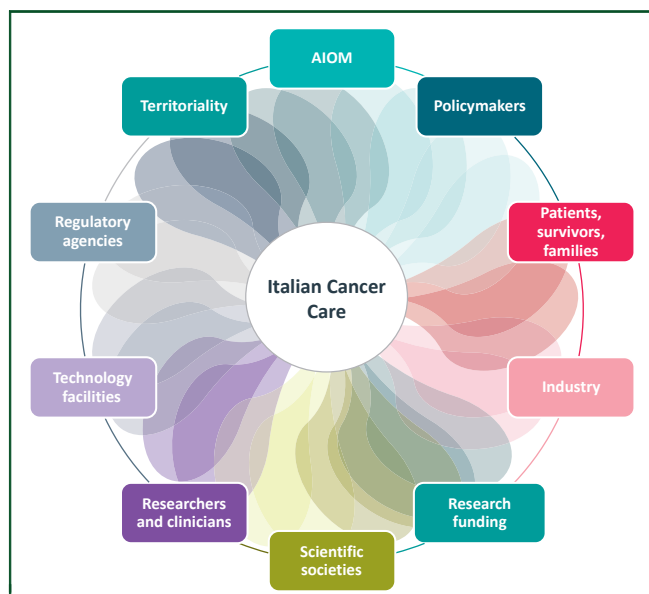 AIOM
Territoriality
Policymakers
Regulatory
agencies
Patients,
survivors,
families
Italian Cancer
Care
Technology
facilities
Industry
Researchers
and clinicians
Research
funding
Scientific
societies